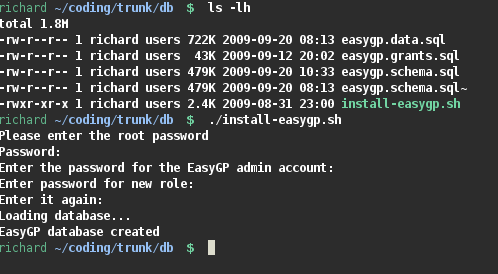 richard ~/coding/trunk/db $ ls -lh
total 1.8M
-rw-r--r-- 1 richard users 722K 2009-09-20 08:13 easygp.data.sql
-rw-r--r-- 1 richard users  43K 2009-09-12 20:02 easygp.grants.sql
-rw-r--r-- 1 richard users 479K 2009-09-20 10:33 easygp.schema.sql
-rw-r--r-- 1 richard users 479K 2009-09-20 08:13 easygp.schema.sql~
-rwxr-xr-x 1 richard users 2.4K 2009-08-31 23:00 install-easygp.sh
richard ~/coding/trunk/db $ ./install-easygp.sh
Please enter the root password
Password:
Enter the password for the EasyGP admin account:
Enter password for new role:
Enter it again:
Loading database...
EasyGP database created
richard ~/coding/trunk/db $